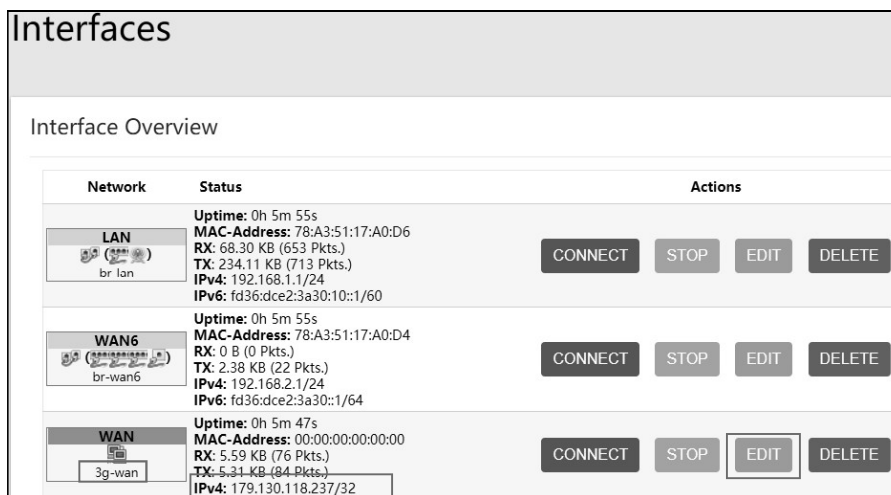 Interfaces
Interface Overview
Network Status Actions
LAN
br-lan
Uptime: 0h 5m 55s
MAC-Address: 78:A3:51:17:A0:D6
RX: 68.30 KB (653 Pkts.)
TX: 234.11 KB (713 Pkts.)
IPv4: 192.168.1.1/24
IPv6: fd36:dce2:3a30:10::1/60
CONNECT STOP EDIT DELETE
WAN6
br-wan6
Uptime: 0h 5m 55s
MAC-Address: 78:A3:51:17:A0:D4
RX: 0 B (0 Pkts.)
TX: 2.38 KB (22 Pkts.)
IPv4: 192.168.2.1/24
IPv6: fd36:dce2:3a30::1/64
CONNECT STOP EDIT DELETE
WAN
3g-wan
Uptime: 0h 5m 47s
MAC-Address: 00:00:00:00:00:00
RX: 5.59 KB (76 Pkts.)
TX: 5.31 KB (84 Pkts.)
IPv4: 179.130.118.237/32
CONNECT STOP EDIT DELETE